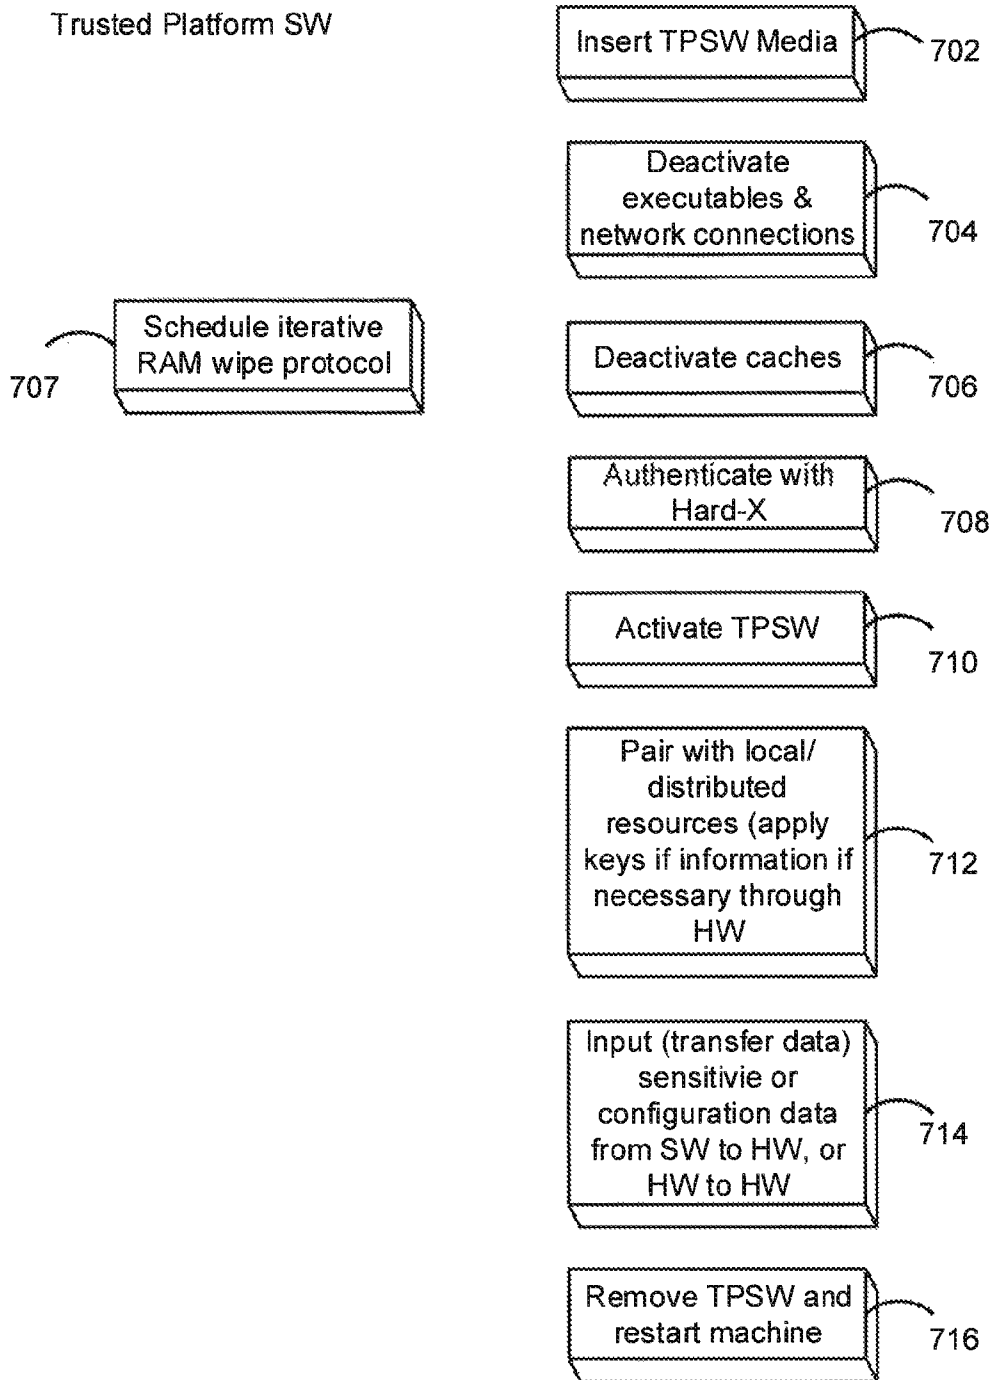 Trusted Platform SW
Insert TPSW Media
702
Deactivate
executables &
network connections
704
Schedule iterative
RAM wipe protocol
707
Deactivate caches
706
Authenticate with
Hard-X
708
Activate TPSW
710
Pair with local/
distributed
resources (apply
keys if information if
necessary through
HW
712
Input (transfer data)
sensitivie or
configuration data
from SW to HW, or
HW to HW
714
Remove TPSW and
restart machine
716